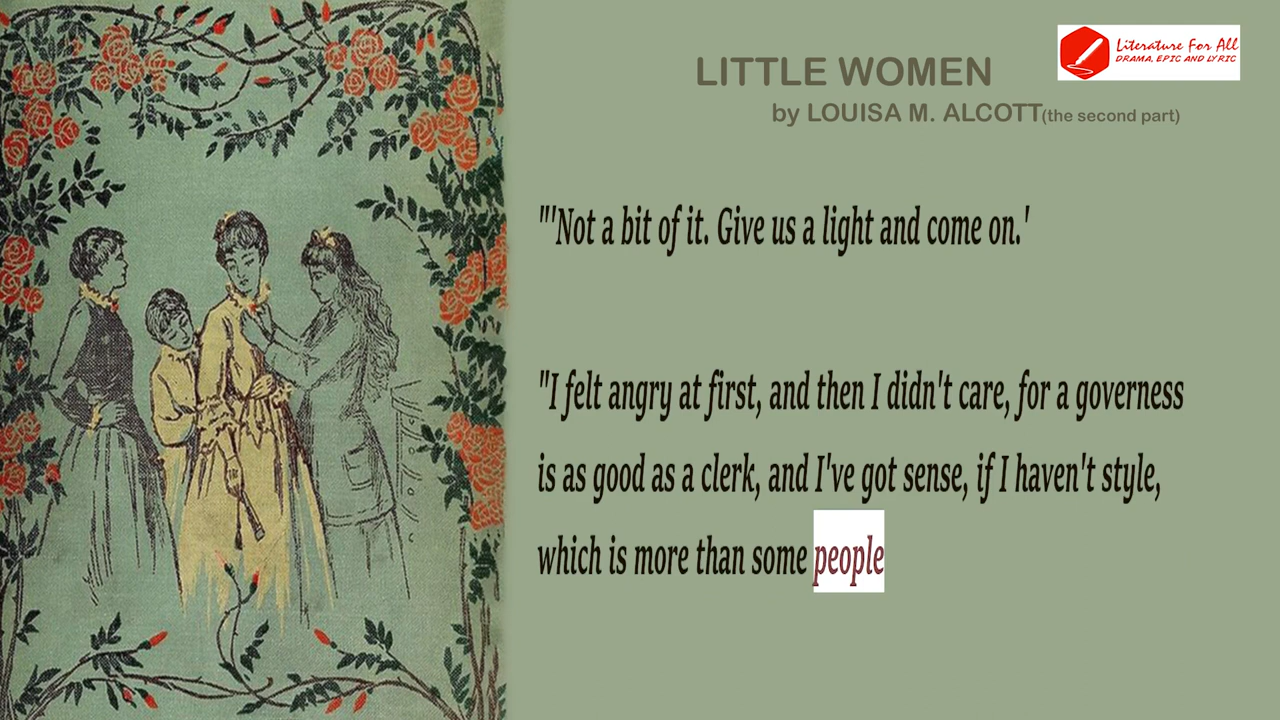 LITTLE WOMEN
Literature For All
DRAMA, EPIC AND LYRIC
by LOUISA M. ALCOTT(the second part)
"'Not a bit of it. Give us a light and come on.'
"I felt angry at first, and then I didn't care, for a governess
is as good as a clerk, and I've got sense, if I haven't style,
which is more than some people